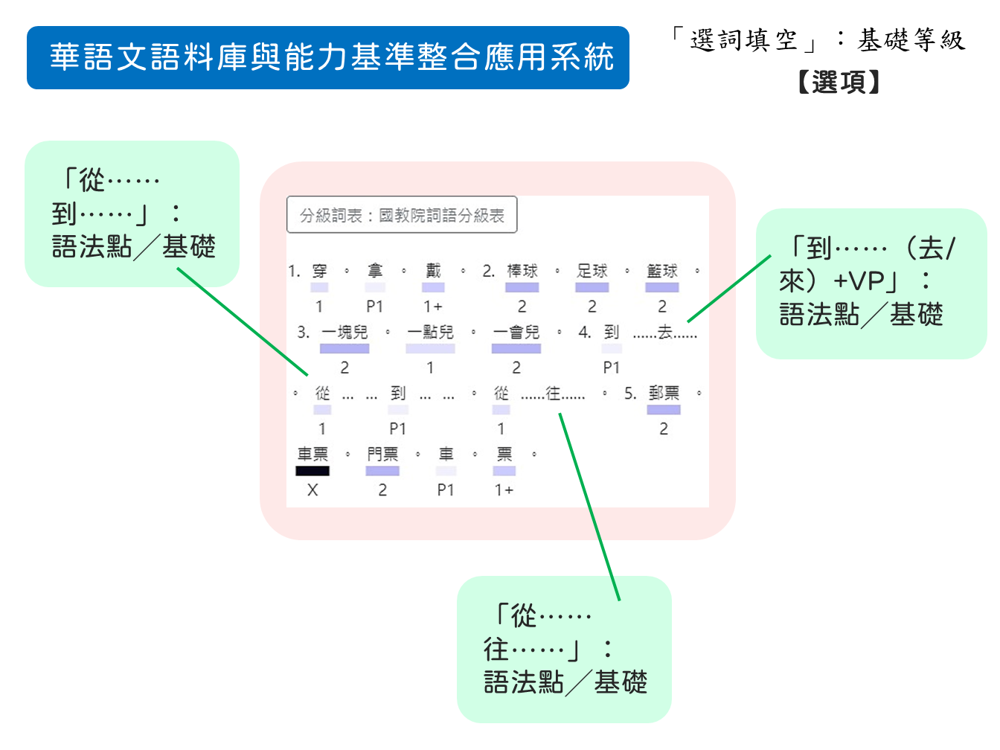 華語文語料庫與能力基準整合應用系統
「選詞填空」：基礎等級
【選項】
「從……
到……」：
語法點╱基礎
分級詞表：國教院詞語分級表
1. 穿 。 拿 。 戴 。 2. 棒球 。 足球 。 籃球 。
1 P1 1+ 2 2 2
3. 一塊兒 。 一點兒 。 一會兒 。 4. 到 ……去……
2 1 2 P1
。 從 … … 到 … … 。 從 ……往…… 。 5. 郵票 。
1 P1 1 2
車票 。 門票 。 車 。 票 。
X 2 P1 1+
「到……（去/
來）+VP」：
語法點╱基礎
「從……
往……」：
語法點╱基礎